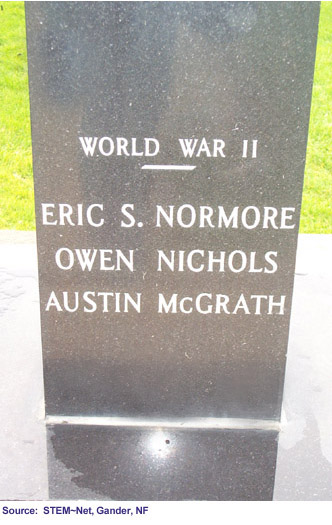 WORLD WAR II
ERIC S. NORMORE
OWEN NICHOLS
AUSTIN McGRATH
Source: STEM~Net, Gander, NF